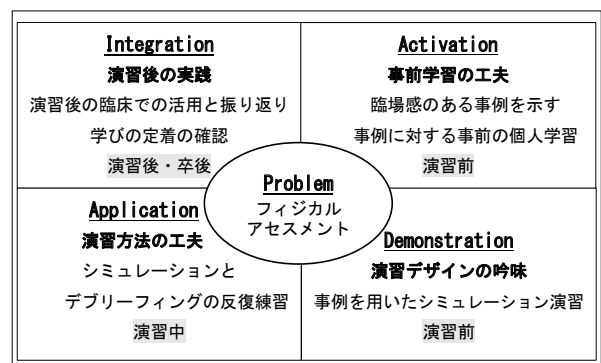 Integration
演習後の実践
演習後の臨床での活用と振り返り
学びの定着の確認
演習後・卒後
Activation
事前学習の工夫
臨場感のある事例を示す
事例に対する事前の個人学習
演習前
Problem
フィジカル
アセスメント
Application
演習方法の工夫
シミュレーションと
デブリーフィングの反復練習
演習中
Demonstration
演習デザインの吟味
事例を用いたシミュレーション演習
演習前